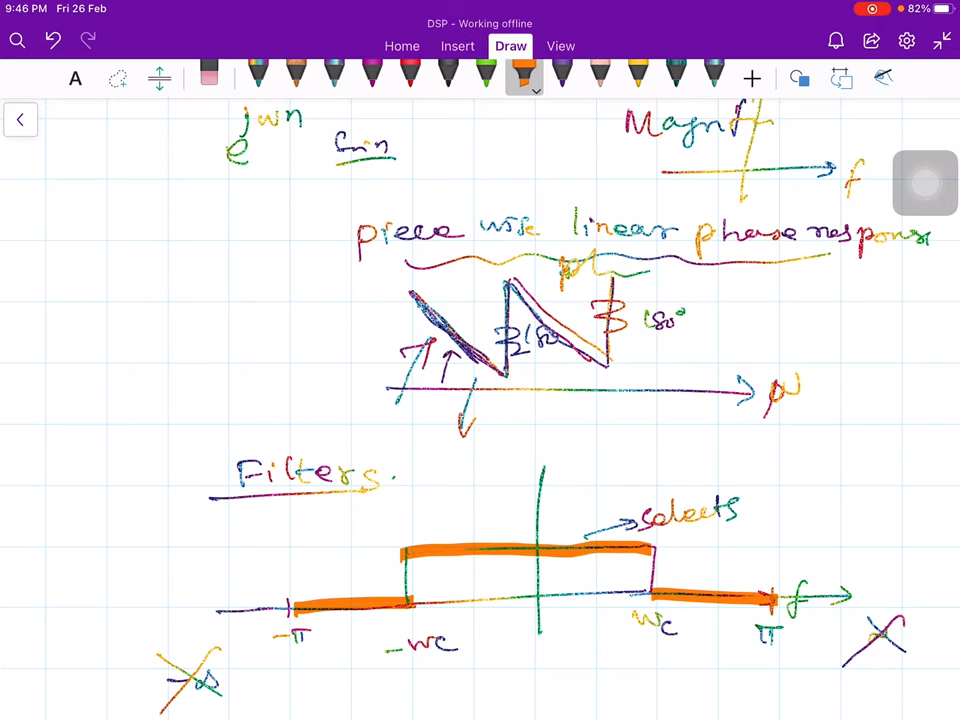 9:46 PM Fri 26 Feb
82%
DSP - Working offline
Home Insert Draw View
A
e^jwn
Magn
f
piece wise linear phase response
180°
Filters.
selects
f
-π -wc wc π
-∞